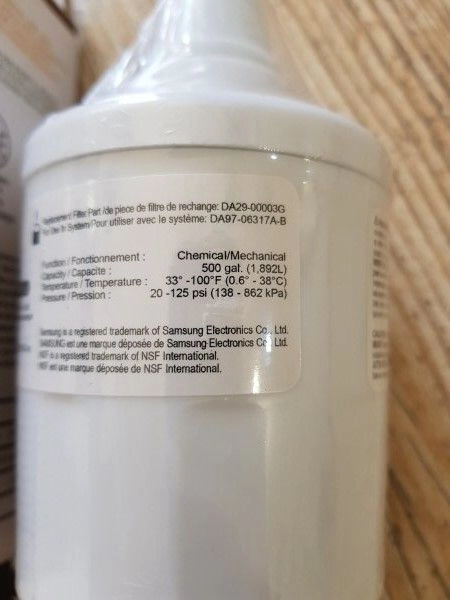 Replacement Filter Part /de piece de filtre de rechange: DA29-00003G
For Use In System/Pour utiliser avec le systéme: DA97-06317A-B
Function / Fonctionnement : Chemical/Mechanical
Capacity / Capacite : 500 gal. (1,892L)
Temperature / Temperature : 33° -100°F (0.6° - 38°C)
Pressure / Pression : 20 -125 psi (138 - 862 kPa)
Samsung is a registered trademark of Samsung Electronics Co., Ltd.
SAMSUNG est une marque déposée de Samsung Electronics Co., Ltd.
NSF is a registered trademark of NSF International.
NSF est une marque déposée de NSF International.